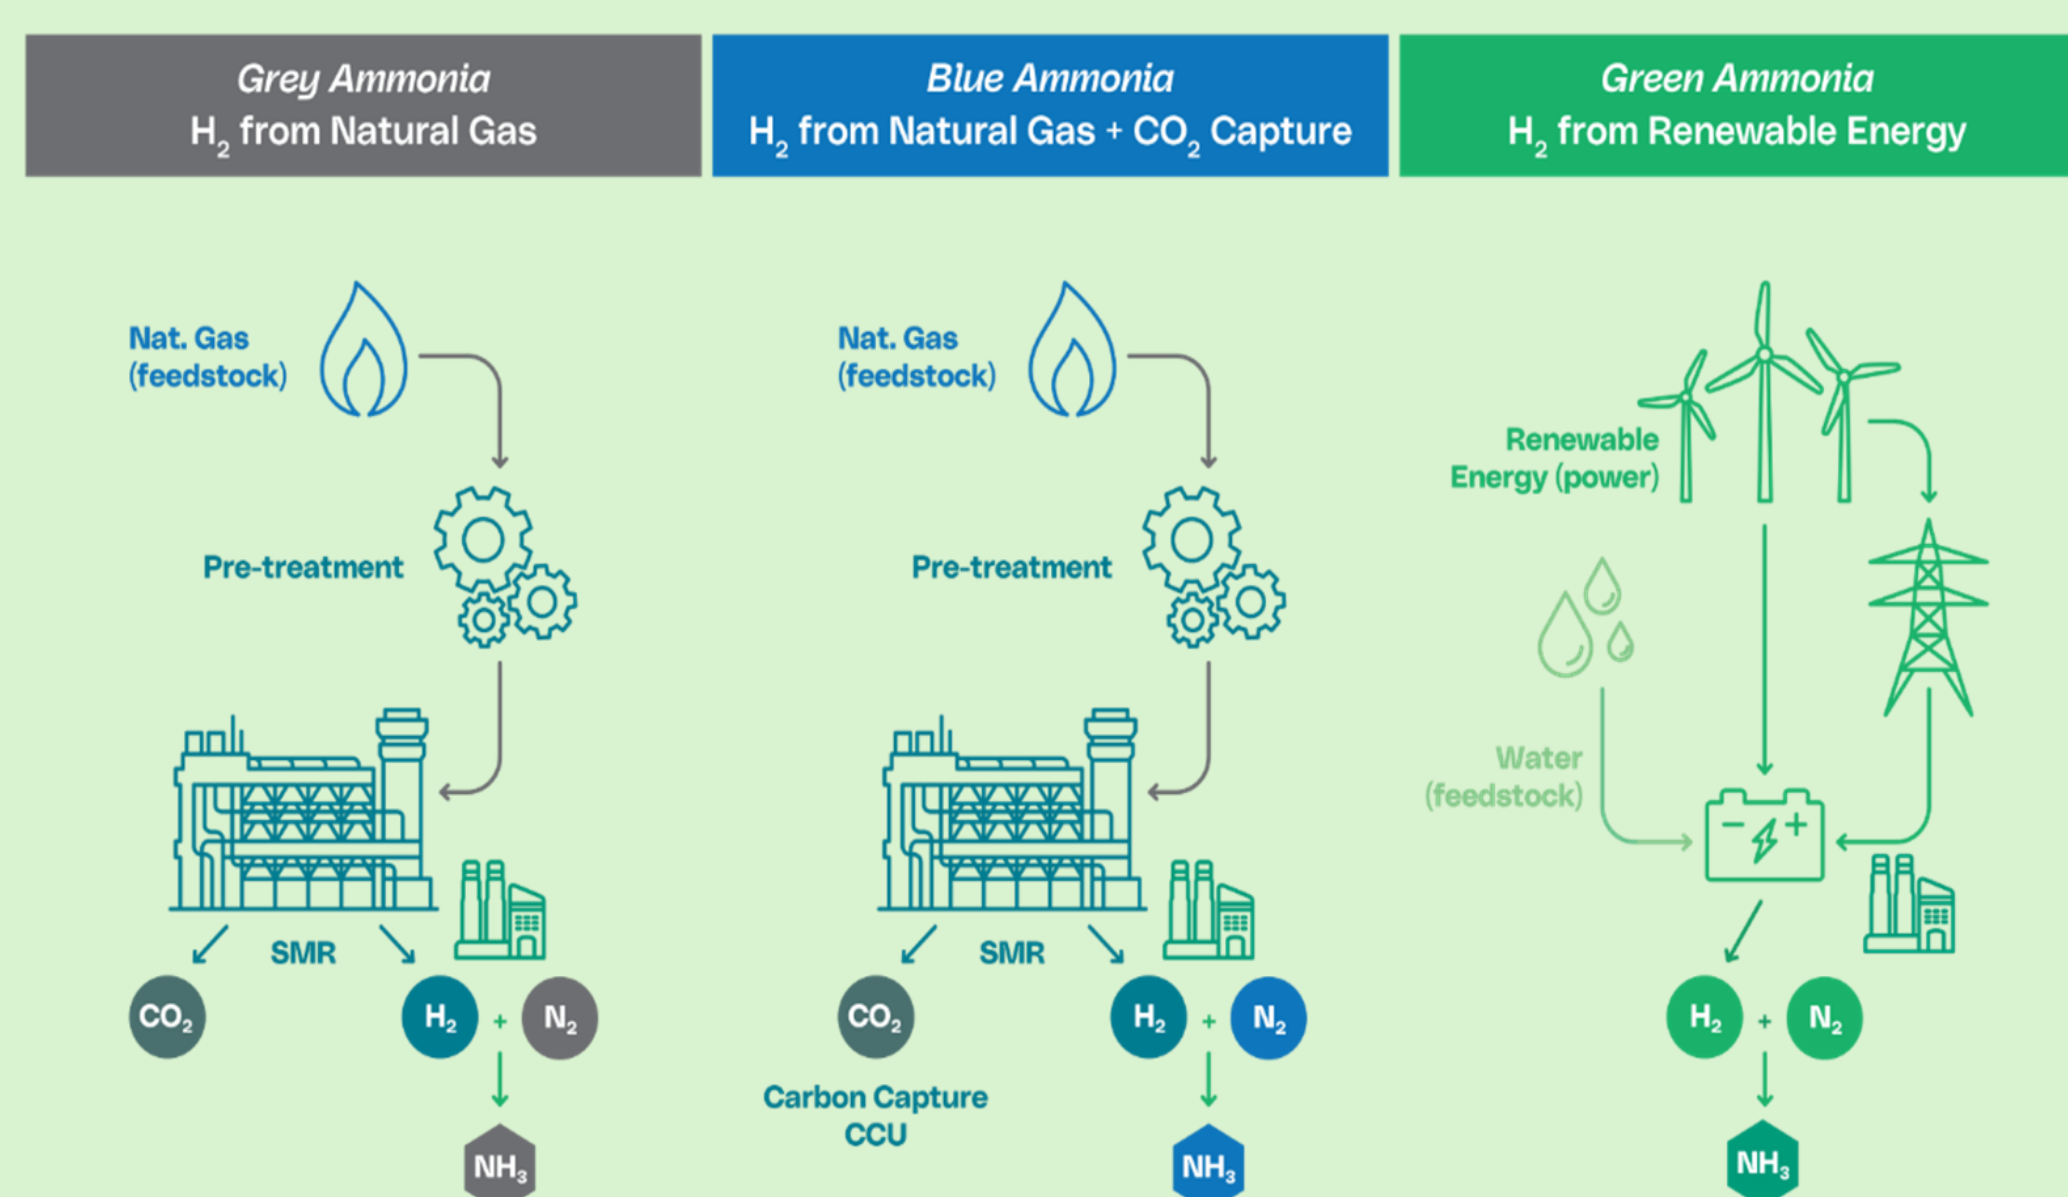 Grey Ammonia
H₂ from Natural Gas
Blue Ammonia
H₂ from Natural Gas + CO₂ Capture
Green Ammonia
H₂ from Renewable Energy
Nat. Gas
(feedstock)
Pre-treatment
SMR
CO₂
H₂ + N₂
NH₃
Nat. Gas
(feedstock)
Pre-treatment
SMR
CO₂
H₂ + N₂
Carbon Capture
CCU
NH₃
Renewable
Energy (power)
Water
(feedstock)
− +
H₂ + N₂
NH₃